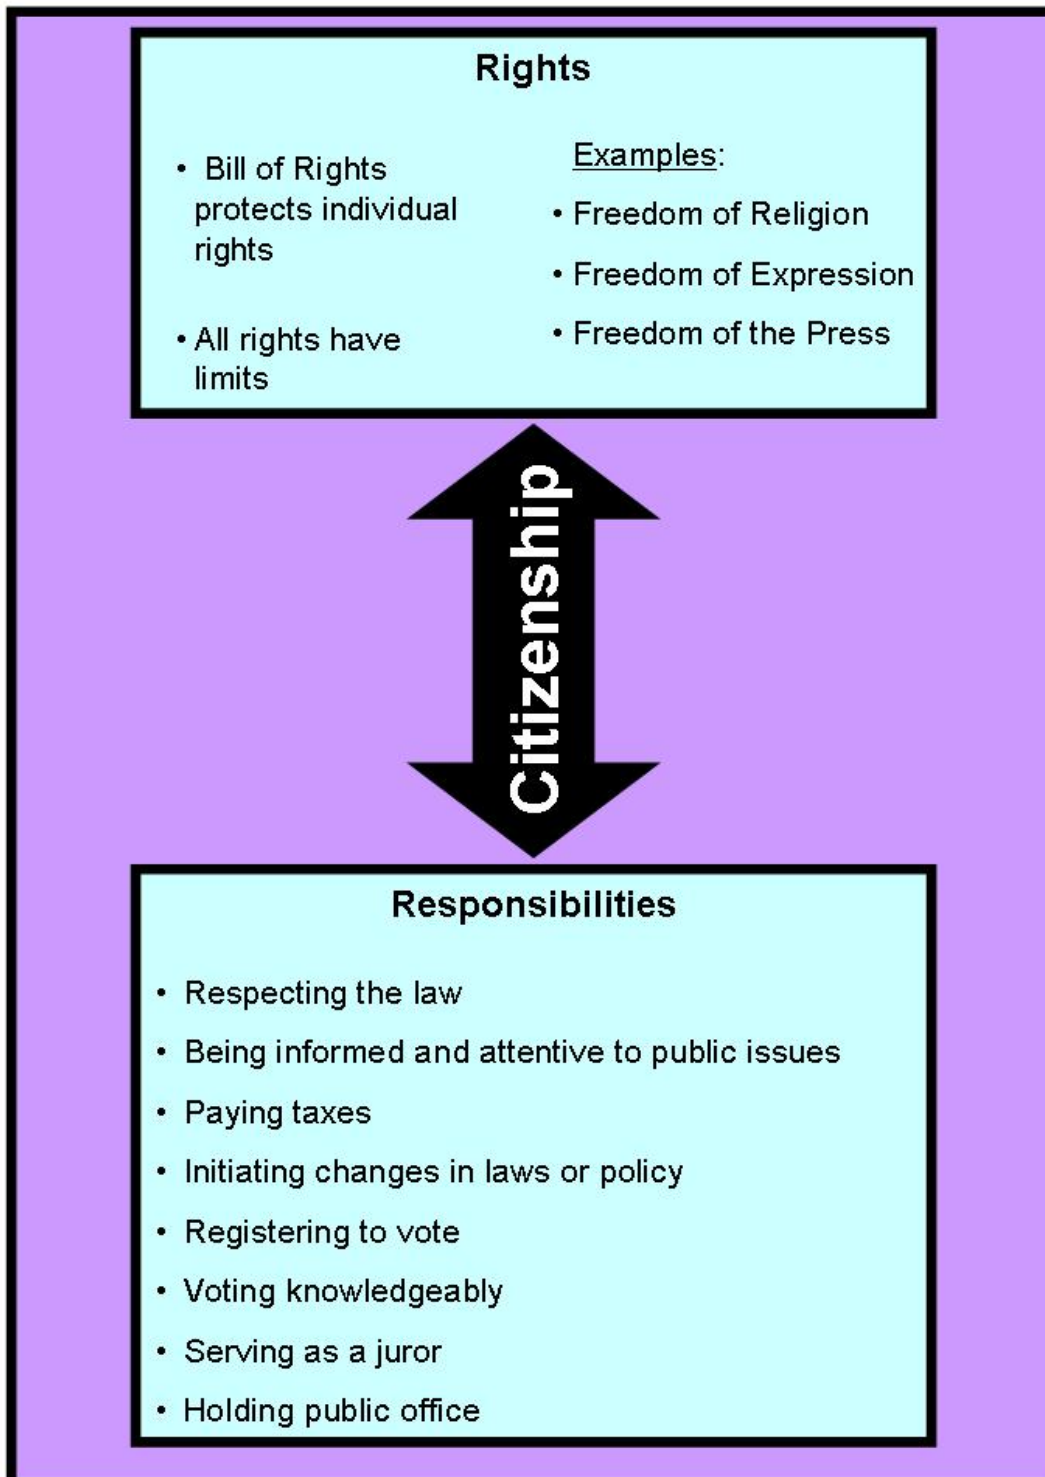 Rights
• Bill of Rights
protects individual
rights
• All rights have
limits
Examples:
• Freedom of Religion
• Freedom of Expression
• Freedom of the Press
Citizenship
Responsibilities
• Respecting the law
• Being informed and attentive to public issues
• Paying taxes
• Initiating changes in laws or policy
• Registering to vote
• Voting knowledgeably
• Serving as a juror
• Holding public office